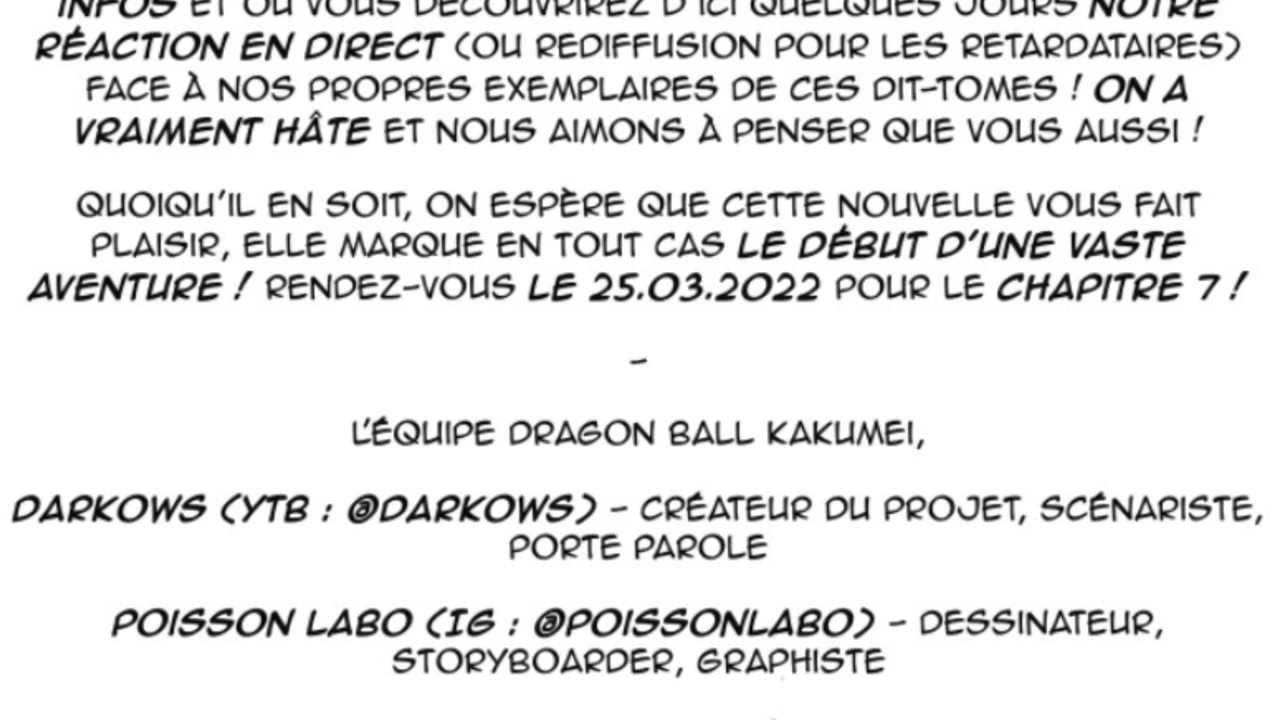 INFOS ET OÙ VOUS DÉCOUVRIREZ D'ICI QUELQUES JOURS NOTRE
RÉACTION EN DIRECT (OU REDIFFUSION POUR LES RETARDATAIRES)
FACE À NOS PROPRES EXEMPLAIRES DE CES DIT-TOMES ! ON A
VRAIMENT HÂTE ET NOUS AIMONS À PENSER QUE VOUS AUSSI !
QUOIQU'IL EN SOIT, ON ESPÈRE QUE CETTE NOUVELLE VOUS FAIT
PLAISIR, ELLE MARQUE EN TOUT CAS LE DÉBUT D'UNE VASTE
AVENTURE ! RENDEZ-VOUS LE 25.03.2022 POUR LE CHAPITRE 7 !
-
L'ÉQUIPE DRAGON BALL KAKUMEI,
DARKOWS (YTB : @DARKOWS) - CRÉATEUR DU PROJET, SCÉNARISTE,
PORTE PAROLE
POISSON LABO (IG : @POISSONLABO) - DESSINATEUR,
STORYBOARDER, GRAPHISTE